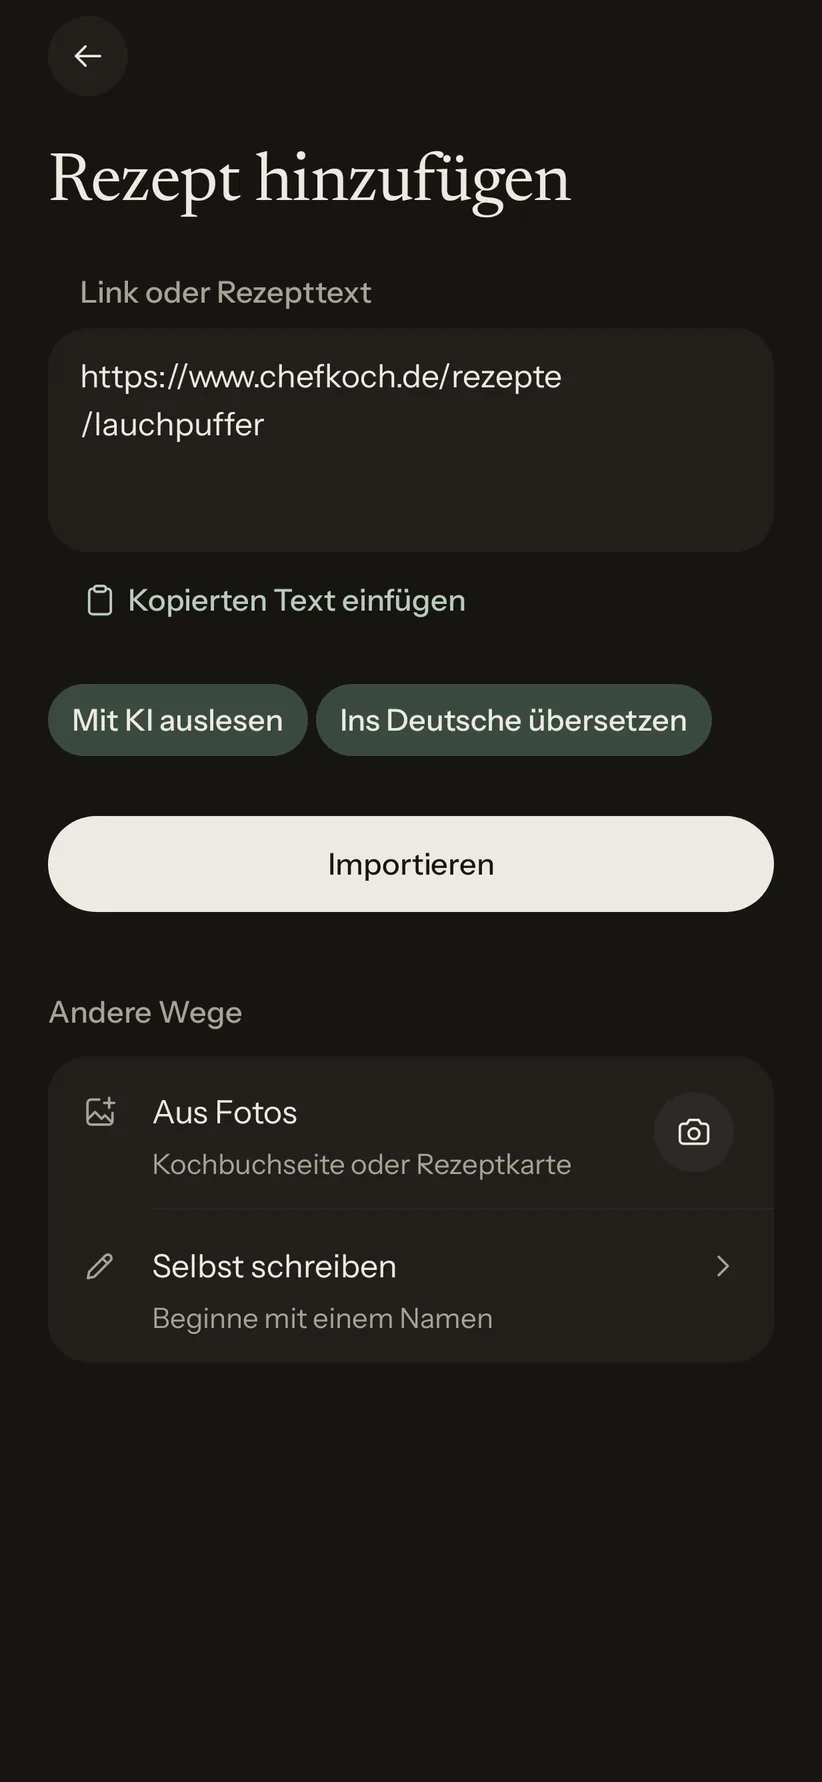 Rezept hinzufügen
Link oder Rezepttext
https://www.chefkoch.de/rezepte
/lauchpuffer
Kopierten Text einfügen
Mit KI auslesen
Ins Deutsche übersetzen
Importieren
Andere Wege
Aus Fotos
Kochbuchseite oder Rezeptkarte
Selbst schreiben
Beginne mit einem Namen